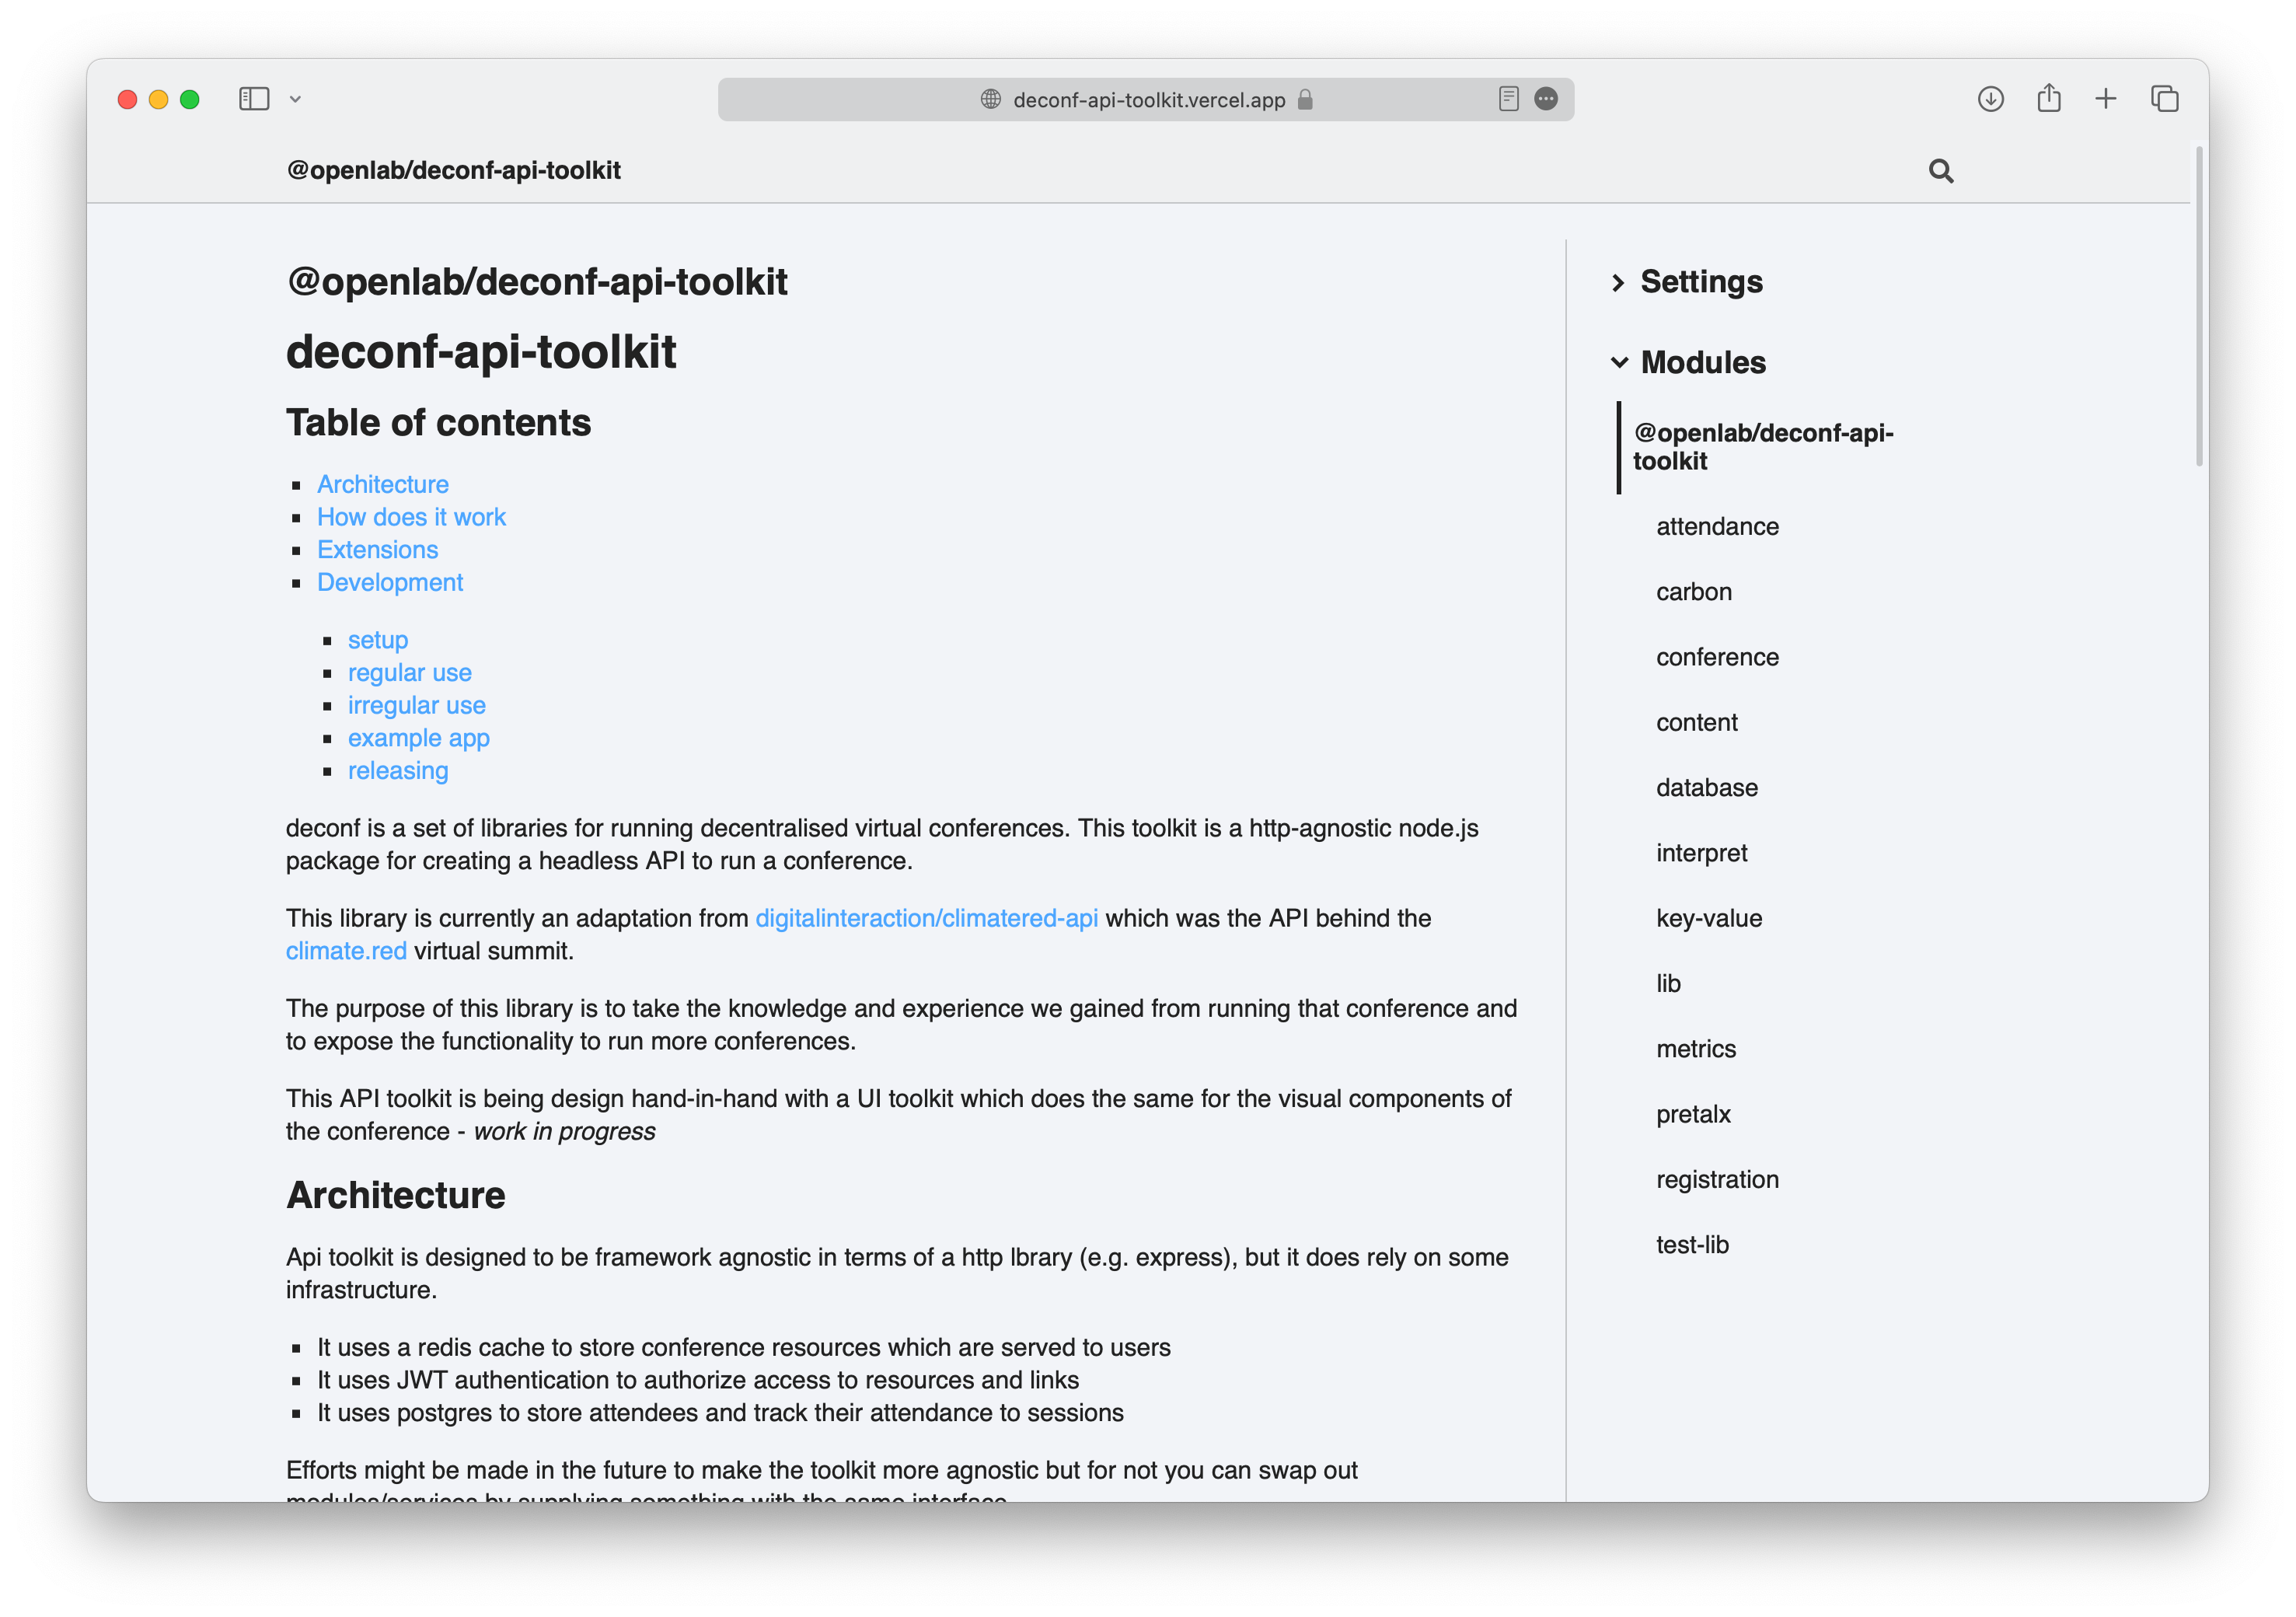 deconf-api-toolkit.vercel.app
@openlab/deconf-api-toolkit
@openlab/deconf-api-toolkit
deconf-api-toolkit
Table of contents
Architecture
How does it work
Extensions
Development
setup
regular use
irregular use
example app
releasing
deconf is a set of libraries for running decentralised virtual conferences. This toolkit is a http-agnostic node.js
package for creating a headless API to run a conference.
This library is currently an adaptation from digitalinteraction/climatered-api which was the API behind the
climate.red virtual summit.
The purpose of this library is to take the knowledge and experience we gained from running that conference and
to expose the functionality to run more conferences.
This API toolkit is being design hand-in-hand with a UI toolkit which does the same for the visual components of
the conference - work in progress
Architecture
Api toolkit is designed to be framework agnostic in terms of a http lbrary (e.g. express), but it does rely on some
infrastructure.
It uses a redis cache to store conference resources which are served to users
It uses JWT authentication to authorize access to resources and links
It uses postgres to store attendees and track their attendance to sessions
Efforts might be made in the future to make the toolkit more agnostic but for not you can swap out
modules/services by supplying something with the same interface
Settings
Modules
@openlab/deconf-api-
toolkit
attendance
carbon
conference
content
database
interpret
key-value
lib
metrics
pretalx
registration
test-lib